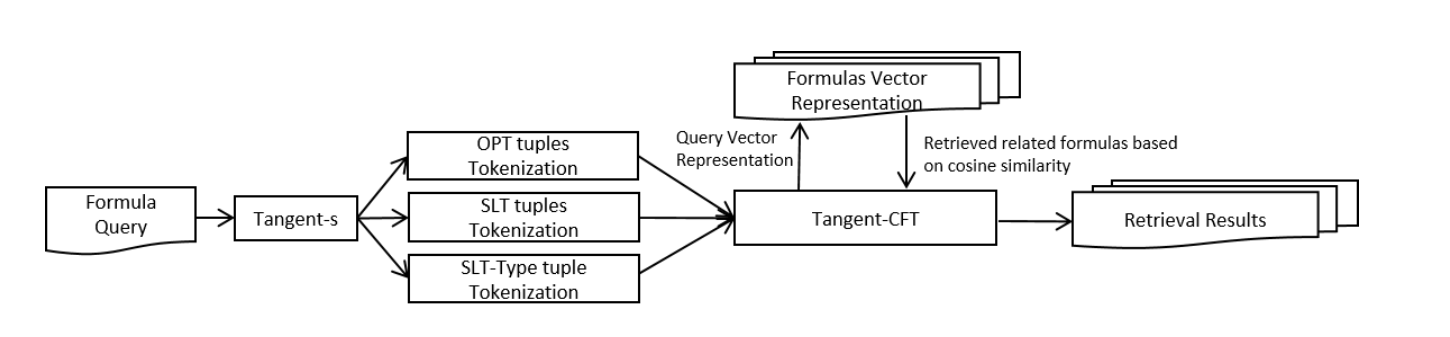 Formula
Query
Tangent-s
OPT tuples
Tokenization
SLT tuples
Tokenization
SLT-Type tuple
Tokenization
Query Vector
Representation
Formulas Vector
Representation
Retrieved related formulas based
on cosine similarity
Tangent-CFT
Retrieval Results